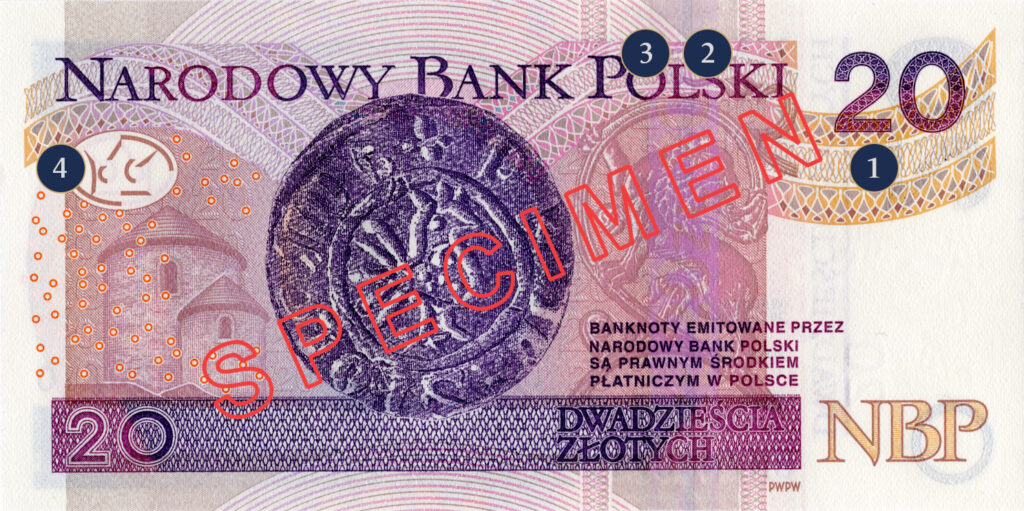 NARODOWY BANK POLSKI
20
3
2
4
1
SPECIMEN
BANKNOTY EMITOWANE PRZEZ
NARODOWY BANK POLSKI
SĄ PRAWNYM ŚRODKIEM
PŁATNICZYM W POLSCE
20
DWADZIEŚCIA
ZŁOTYCH
NBP
PWPW